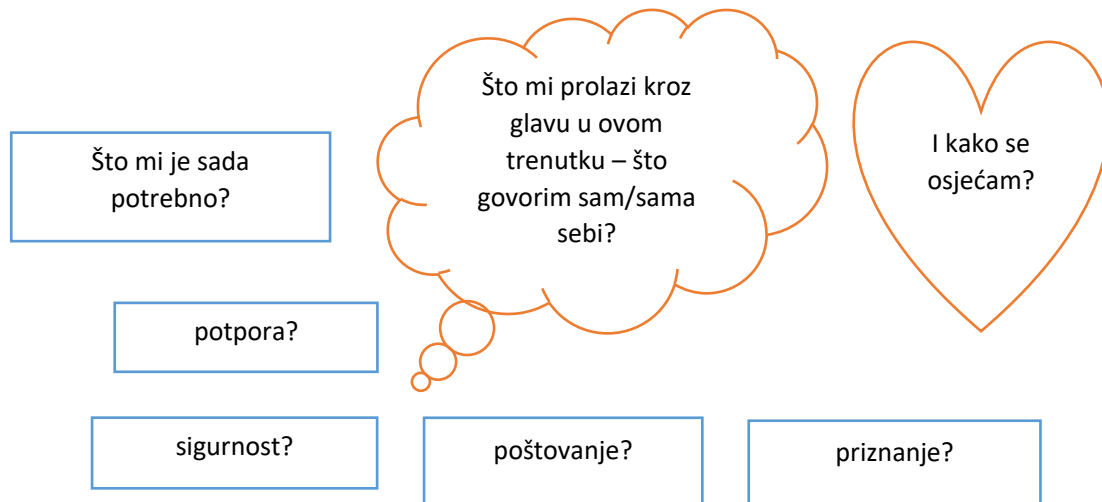 Što mi prolazi kroz
glavu u ovom
trenutku – što
govorim sam/sama
sebi?
I kako se
osjećam?
Što mi je sada
potrebno?
potpora?
sigurnost?
poštovanje?
priznanje?